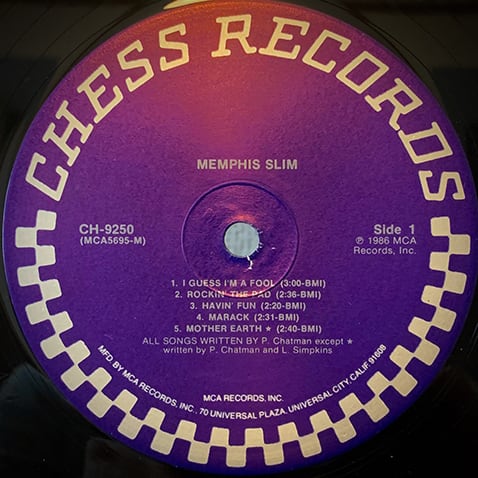 CHESS RECORDS
MEMPHIS SLIM
CH-9250
(MCA5695-M)
Side 1
℗ 1986 MCA
Records, Inc.
1. I GUESS I'M A FOOL (3:00-BMI)
2. ROCKIN' THE PAD (2:36-BMI)
3. HAVIN' FUN (2:20-BMI)
4. MARACK (2:31-BMI)
5. MOTHER EARTH ★ (2:40-BMI)
ALL SONGS WRITTEN BY P. Chatman except ★
written by P. Chatman and L. Simpkins
MCA RECORDS, INC.
MFD. BY MCA RECORDS, INC., 70 UNIVERSAL PLAZA, UNIVERSAL CITY, CALIF. 91608